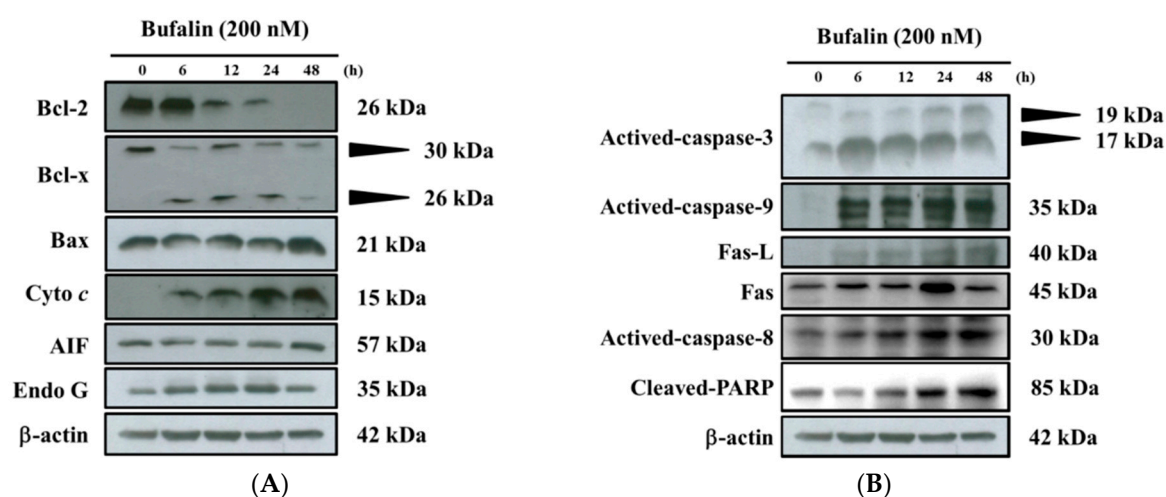 Bufalin (200 nM)
0 6 12 24 48 (h)
Bcl-2 26 kDa
Bcl-x 30 kDa
26 kDa
Bax 21 kDa
Cyto c 15 kDa
AIF 57 kDa
Endo G 35 kDa
β-actin 42 kDa
(A)
Bufalin (200 nM)
0 6 12 24 48 (h)
Actived-caspase-3 19 kDa
17 kDa
Actived-caspase-9 35 kDa
Fas-L 40 kDa
Fas 45 kDa
Actived-caspase-8 30 kDa
Cleaved-PARP 85 kDa
β-actin 42 kDa
(B)